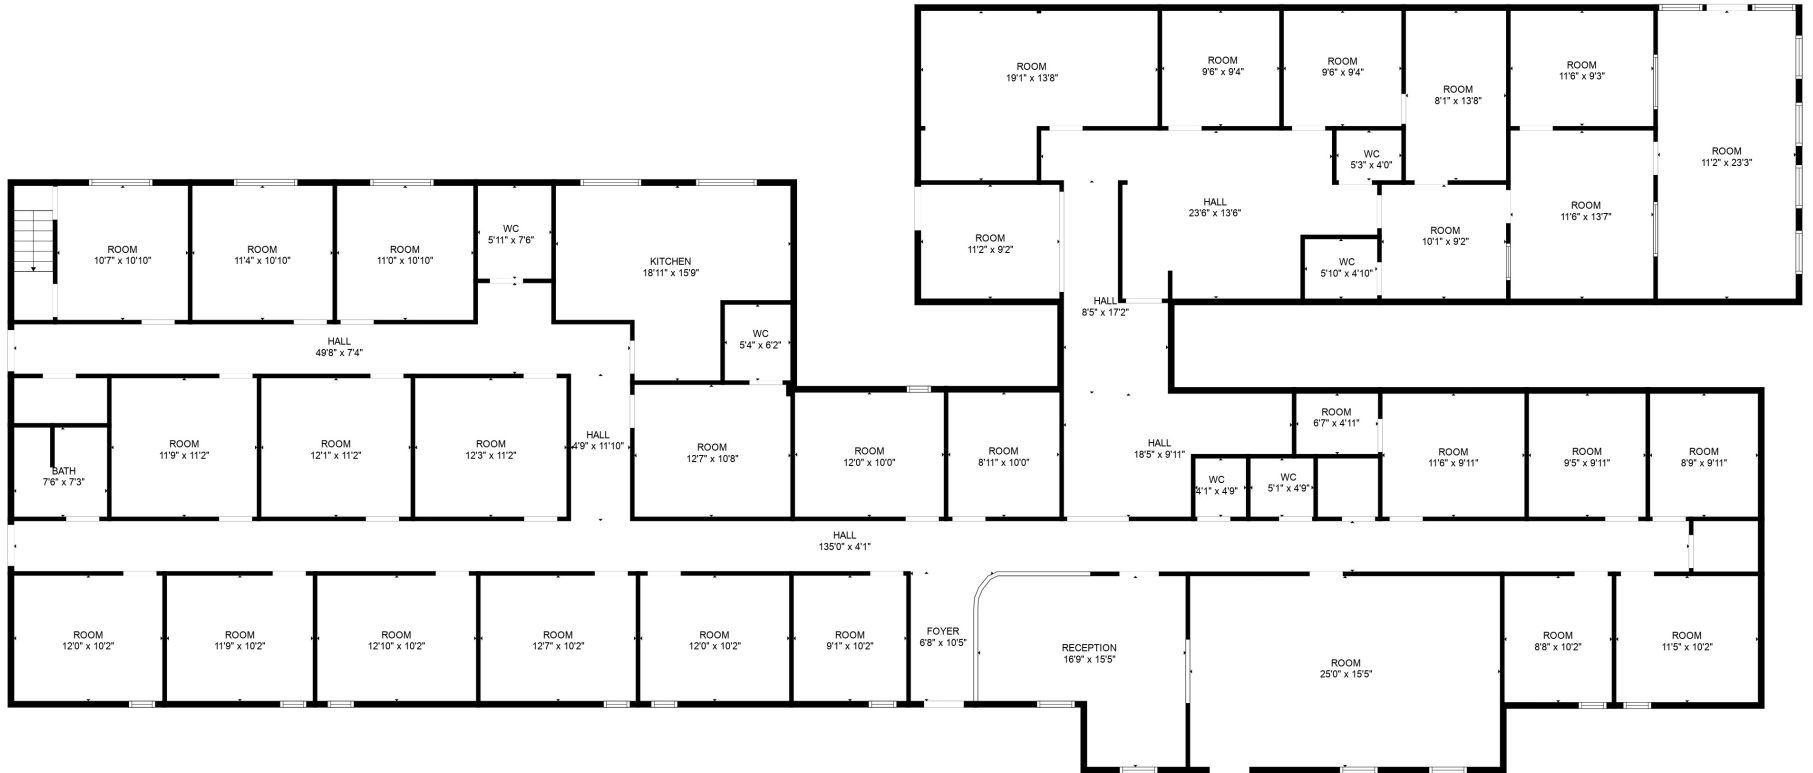 ROOM
19'1" x 13'8"
ROOM
9'6" x 9'4"
ROOM
9'6" x 9'4"
ROOM
8'1" x 13'8"
ROOM
11'6" x 9'3"
ROOM
11'2" x 23'3"
WC
5'3" x 4'0"
HALL
23'6" x 13'6"
ROOM
11'6" x 13'7"
ROOM
11'2" x 9'2"
ROOM
10'1" x 9'2"
WC
5'10" x 4'10"
HALL
8'5" x 17'2"
ROOM
10'7" x 10'10"
ROOM
11'4" x 10'10"
ROOM
11'0" x 10'10"
WC
5'11" x 7'6"
KITCHEN
18'11" x 15'9"
WC
5'4" x 6'2"
HALL
49'8" x 7'4"
BATH
7'6" x 7'3"
ROOM
11'9" x 11'2"
ROOM
12'1" x 11'2"
ROOM
12'3" x 11'2"
HALL
4'9" x 11'10"
ROOM
12'7" x 10'8"
ROOM
12'0" x 10'0"
ROOM
8'11" x 10'0"
HALL
18'5" x 9'11"
ROOM
6'7" x 4'11"
WC
4'1" x 4'9"
WC
5'1" x 4'9"
ROOM
11'6" x 9'11"
ROOM
9'5" x 9'11"
ROOM
8'9" x 9'11"
HALL
135'0" x 4'1"
ROOM
12'0" x 10'2"
ROOM
11'9" x 10'2"
ROOM
12'10" x 10'2"
ROOM
12'7" x 10'2"
ROOM
12'0" x 10'2"
ROOM
9'1" x 10'2"
FOYER
6'8" x 10'5"
RECEPTION
16'9" x 15'5"
ROOM
25'0" x 15'5"
ROOM
8'8" x 10'2"
ROOM
11'5" x 10'2"